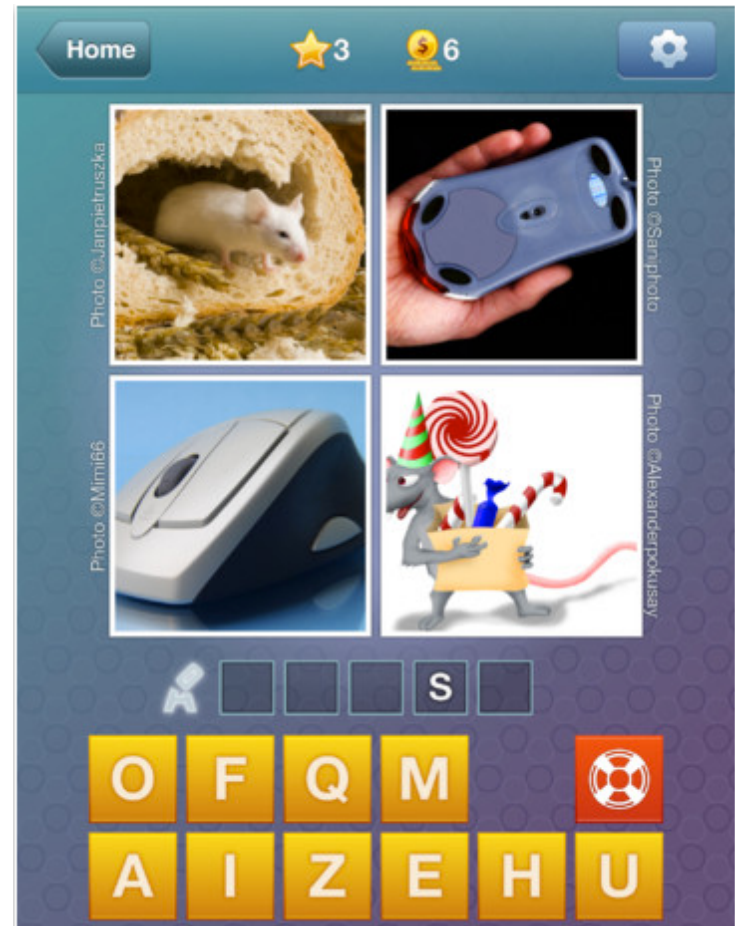 Home
3
6
Photo ©Janpietruszka
Photo ©Saniphoto
Photo ©Mimi66
Photo ©Alexanderpokusay
S
O F Q M
A I Z E H U